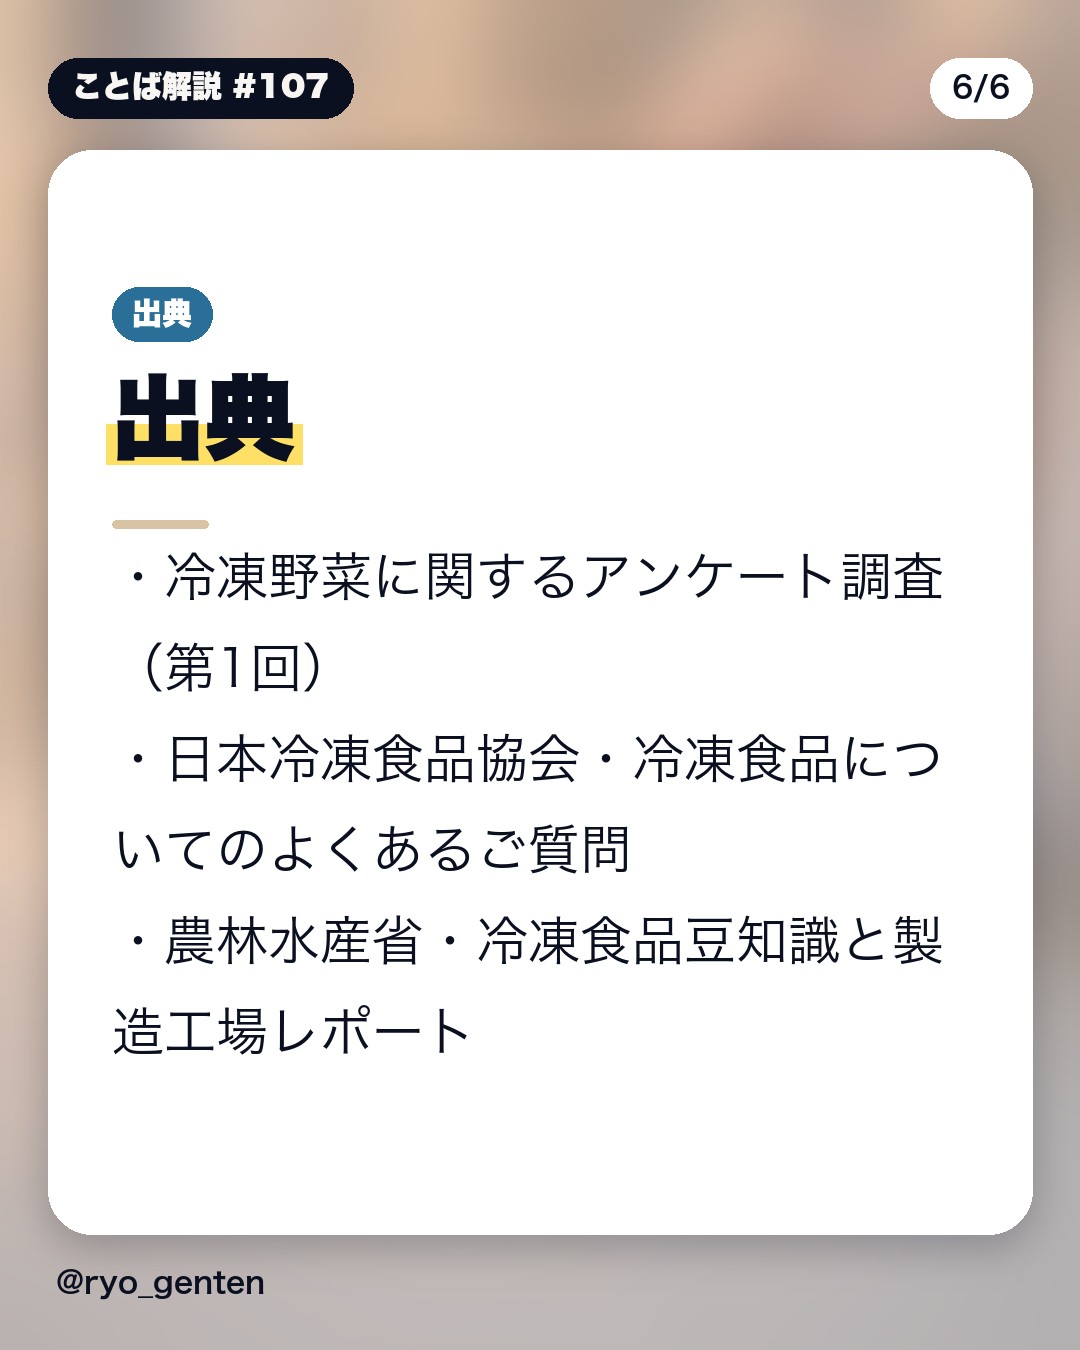 ことば解説 #107
6/6
出典
出典
・冷凍野菜に関するアンケート調査
（第1回）
・日本冷凍食品協会・冷凍食品につ
いてのよくあるご質問
・農林水産省・冷凍食品豆知識と製
造工場レポート
@ryo_genten